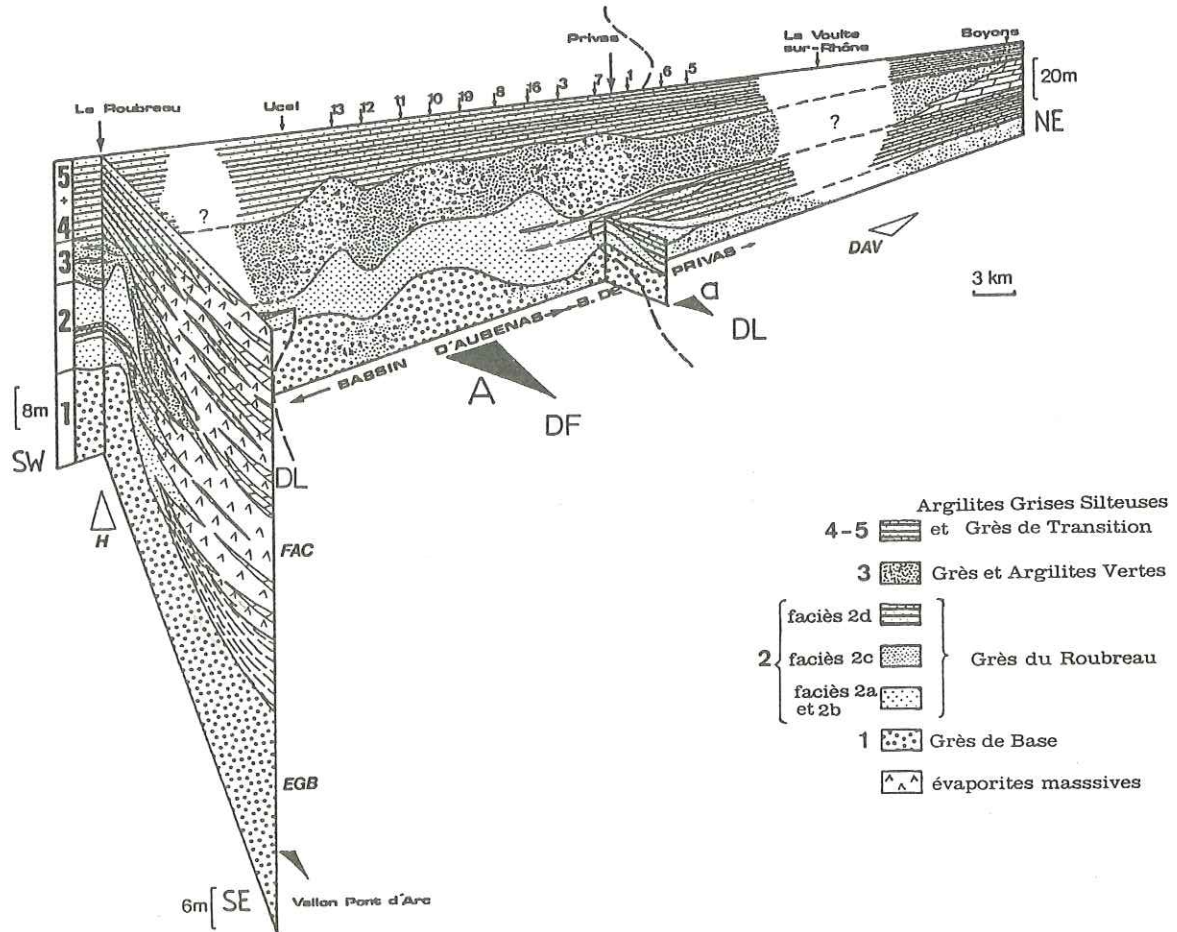 Privas
La Voulte
sur-Rhône
Boyons
Le Roubreau
Ucel
13 12 11 10 19 8 16 3 7 1 6 5
20m
NE
?
?
5
+
4
3
2
1
8m
SW
H
DAV
3 km
PRIVAS
BASSIN D'AUBENAS B. DE
a
DL
A
DF
DL
FAC
EGB
6m
SE
Vallon Pont d'Arc
Argilites Grises Silteuses
4-5 et Grès de Transition
3 Grès et Argilites Vertes
faciès 2d
2 faciès 2c Grès du Roubreau
faciès 2a
et 2b
1 Grès de Base
évaporites masssives